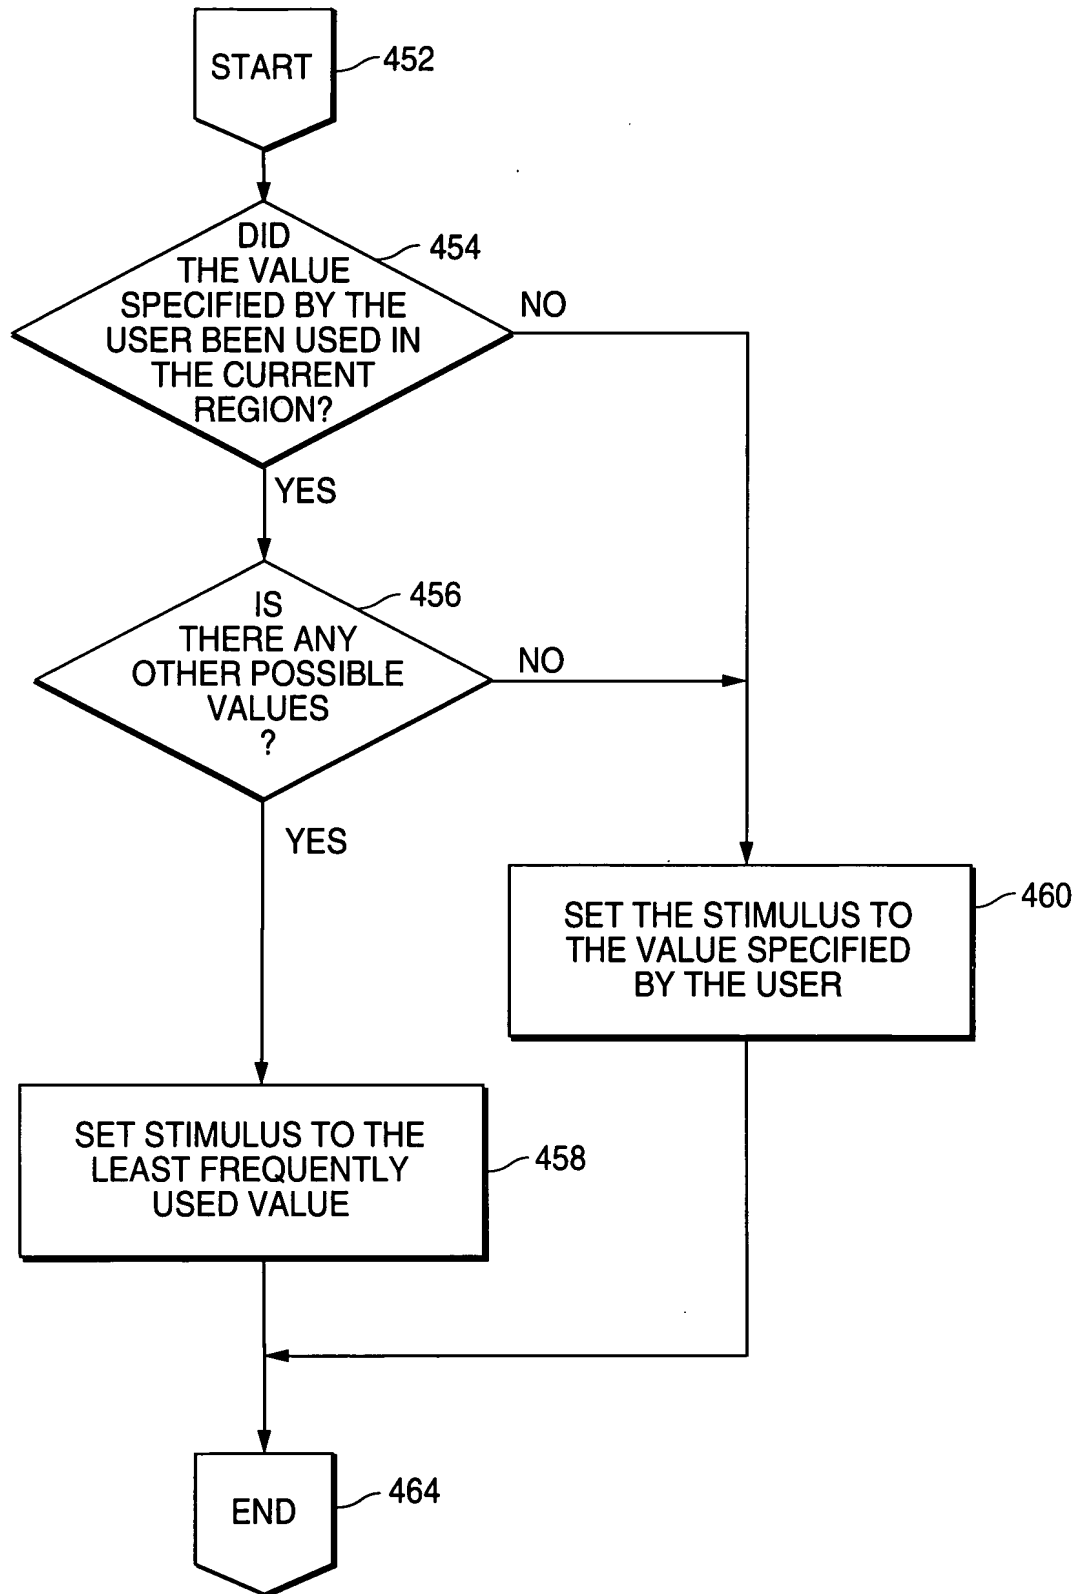 START
452
DID
THE VALUE
SPECIFIED BY THE
USER BEEN USED IN
THE CURRENT
REGION?
454
NO
YES
IS
THERE ANY
OTHER POSSIBLE
VALUES
?
456
NO
YES
SET THE STIMULUS TO
THE VALUE SPECIFIED
BY THE USER
460
SET STIMULUS TO THE
LEAST FREQUENTLY
USED VALUE
458
END
464